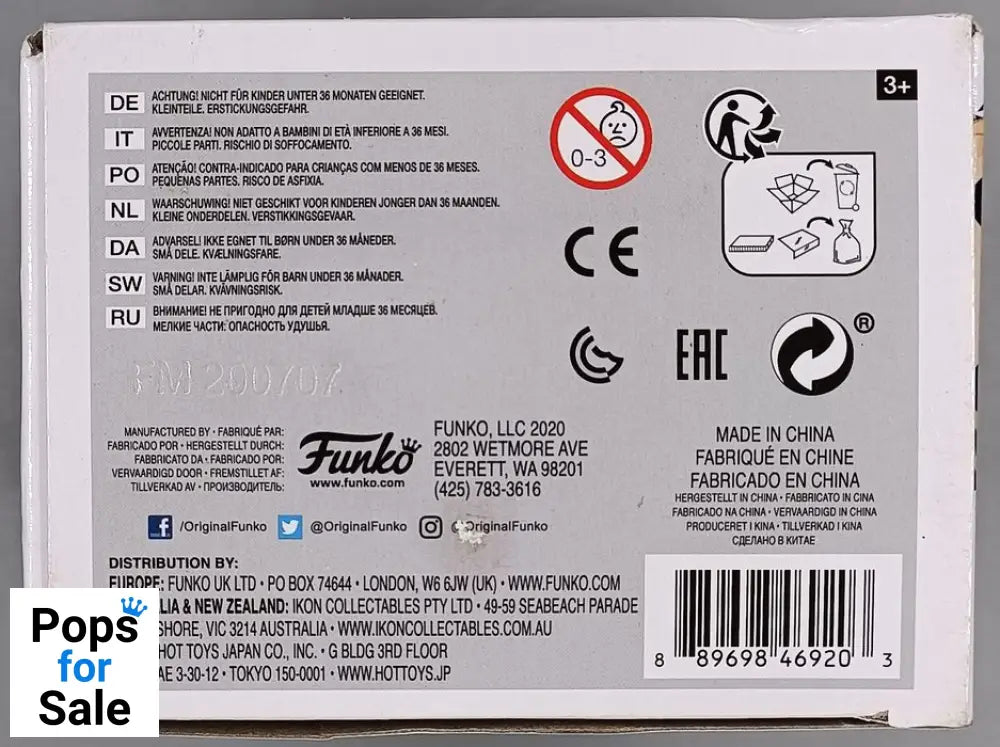 3+
DE ACHTUNG! NICHT FÜR KINDER UNTER 36 MONATEN GEEIGNET.
KLEINTEILE. ERSTICKUNGSGEFAHR.
IT AVVERTENZA! NON ADATTO A BAMBINI DI ETÀ INFERIORE A 36 MESI.
PICCOLE PARTI. RISCHIO DI SOFFOCAMENTO.
PO ATENÇÃO! CONTRA-INDICADO PARA CRIANÇAS COM MENOS DE 36 MESES.
PEQUENAS PARTES. RISCO DE ASFIXIA.
NL WAARSCHUWING! NIET GESCHIKT VOOR KINDEREN JONGER DAN 36 MAANDEN.
KLEINE ONDERDELEN. VERSTIKKINGSGEVAAR.
DA ADVARSEL! IKKE EGNET TIL BØRN UNDER 36 MÅNEDER.
SMÅ DELE. KVÆLNINGSFARE.
SW VARNING! INTE LÄMPLIG FÖR BARN UNDER 36 MÅNADER.
SMÅ DELAR. KVÄVNINGSRISK.
RU ВНИМАНИЕ! НЕ ПРИГОДНО ДЛЯ ДЕТЕЙ МЛАДШЕ 36 МЕСЯЦЕВ.
МЕЛКИЕ ЧАСТИ: ОПАСНОСТЬ УДУШЬЯ.
0-3
CE
EAC
®
FM 200707
MANUFACTURED BY • FABRIQUÉ PAR:
FABRICADO POR • HERGESTELLT DURCH:
FABBRICATO DA • FABRICADO POR:
VERVAARDIGD DOOR • FREMSTILLET AF:
TILLVERKAD AV • ПРОИЗВОДИТЕЛЬ:
Funko
www.funko.com
FUNKO, LLC 2020
2802 WETMORE AVE
EVERETT, WA 98201
(425) 783-3616
MADE IN CHINA
FABRIQUÉ EN CHINE
FABRICADO EN CHINA
HERGESTELLT IN CHINA • FABBRICATO IN CINA
FABRICADO NA CHINA • VERVAARDIGD IN CHINA
PRODUCERET I KINA • TILLVERKAD I KINA
СДЕЛАНО В КИТАЕ
/OriginalFunko @OriginalFunko riginalFunko
DISTRIBUTION BY:
EUROPE: FUNKO UK LTD • PO BOX 74644 • LONDON, W6 6JW (UK) • WWW.FUNKO.COM
LIA & NEW ZEALAND: IKON COLLECTABLES PTY LTD • 49-59 SEABEACH PARADE
SHORE, VIC 3214 AUSTRALIA • WWW.IKONCOLLECTABLES.COM.AU
HOT TOYS JAPAN CO., INC. • G BLDG 3RD FLOOR
AE 3-30-12 • TOKYO 150-0001 • WWW.HOTTOYS.JP
8 89698 46920 3
Pops
for
Sale